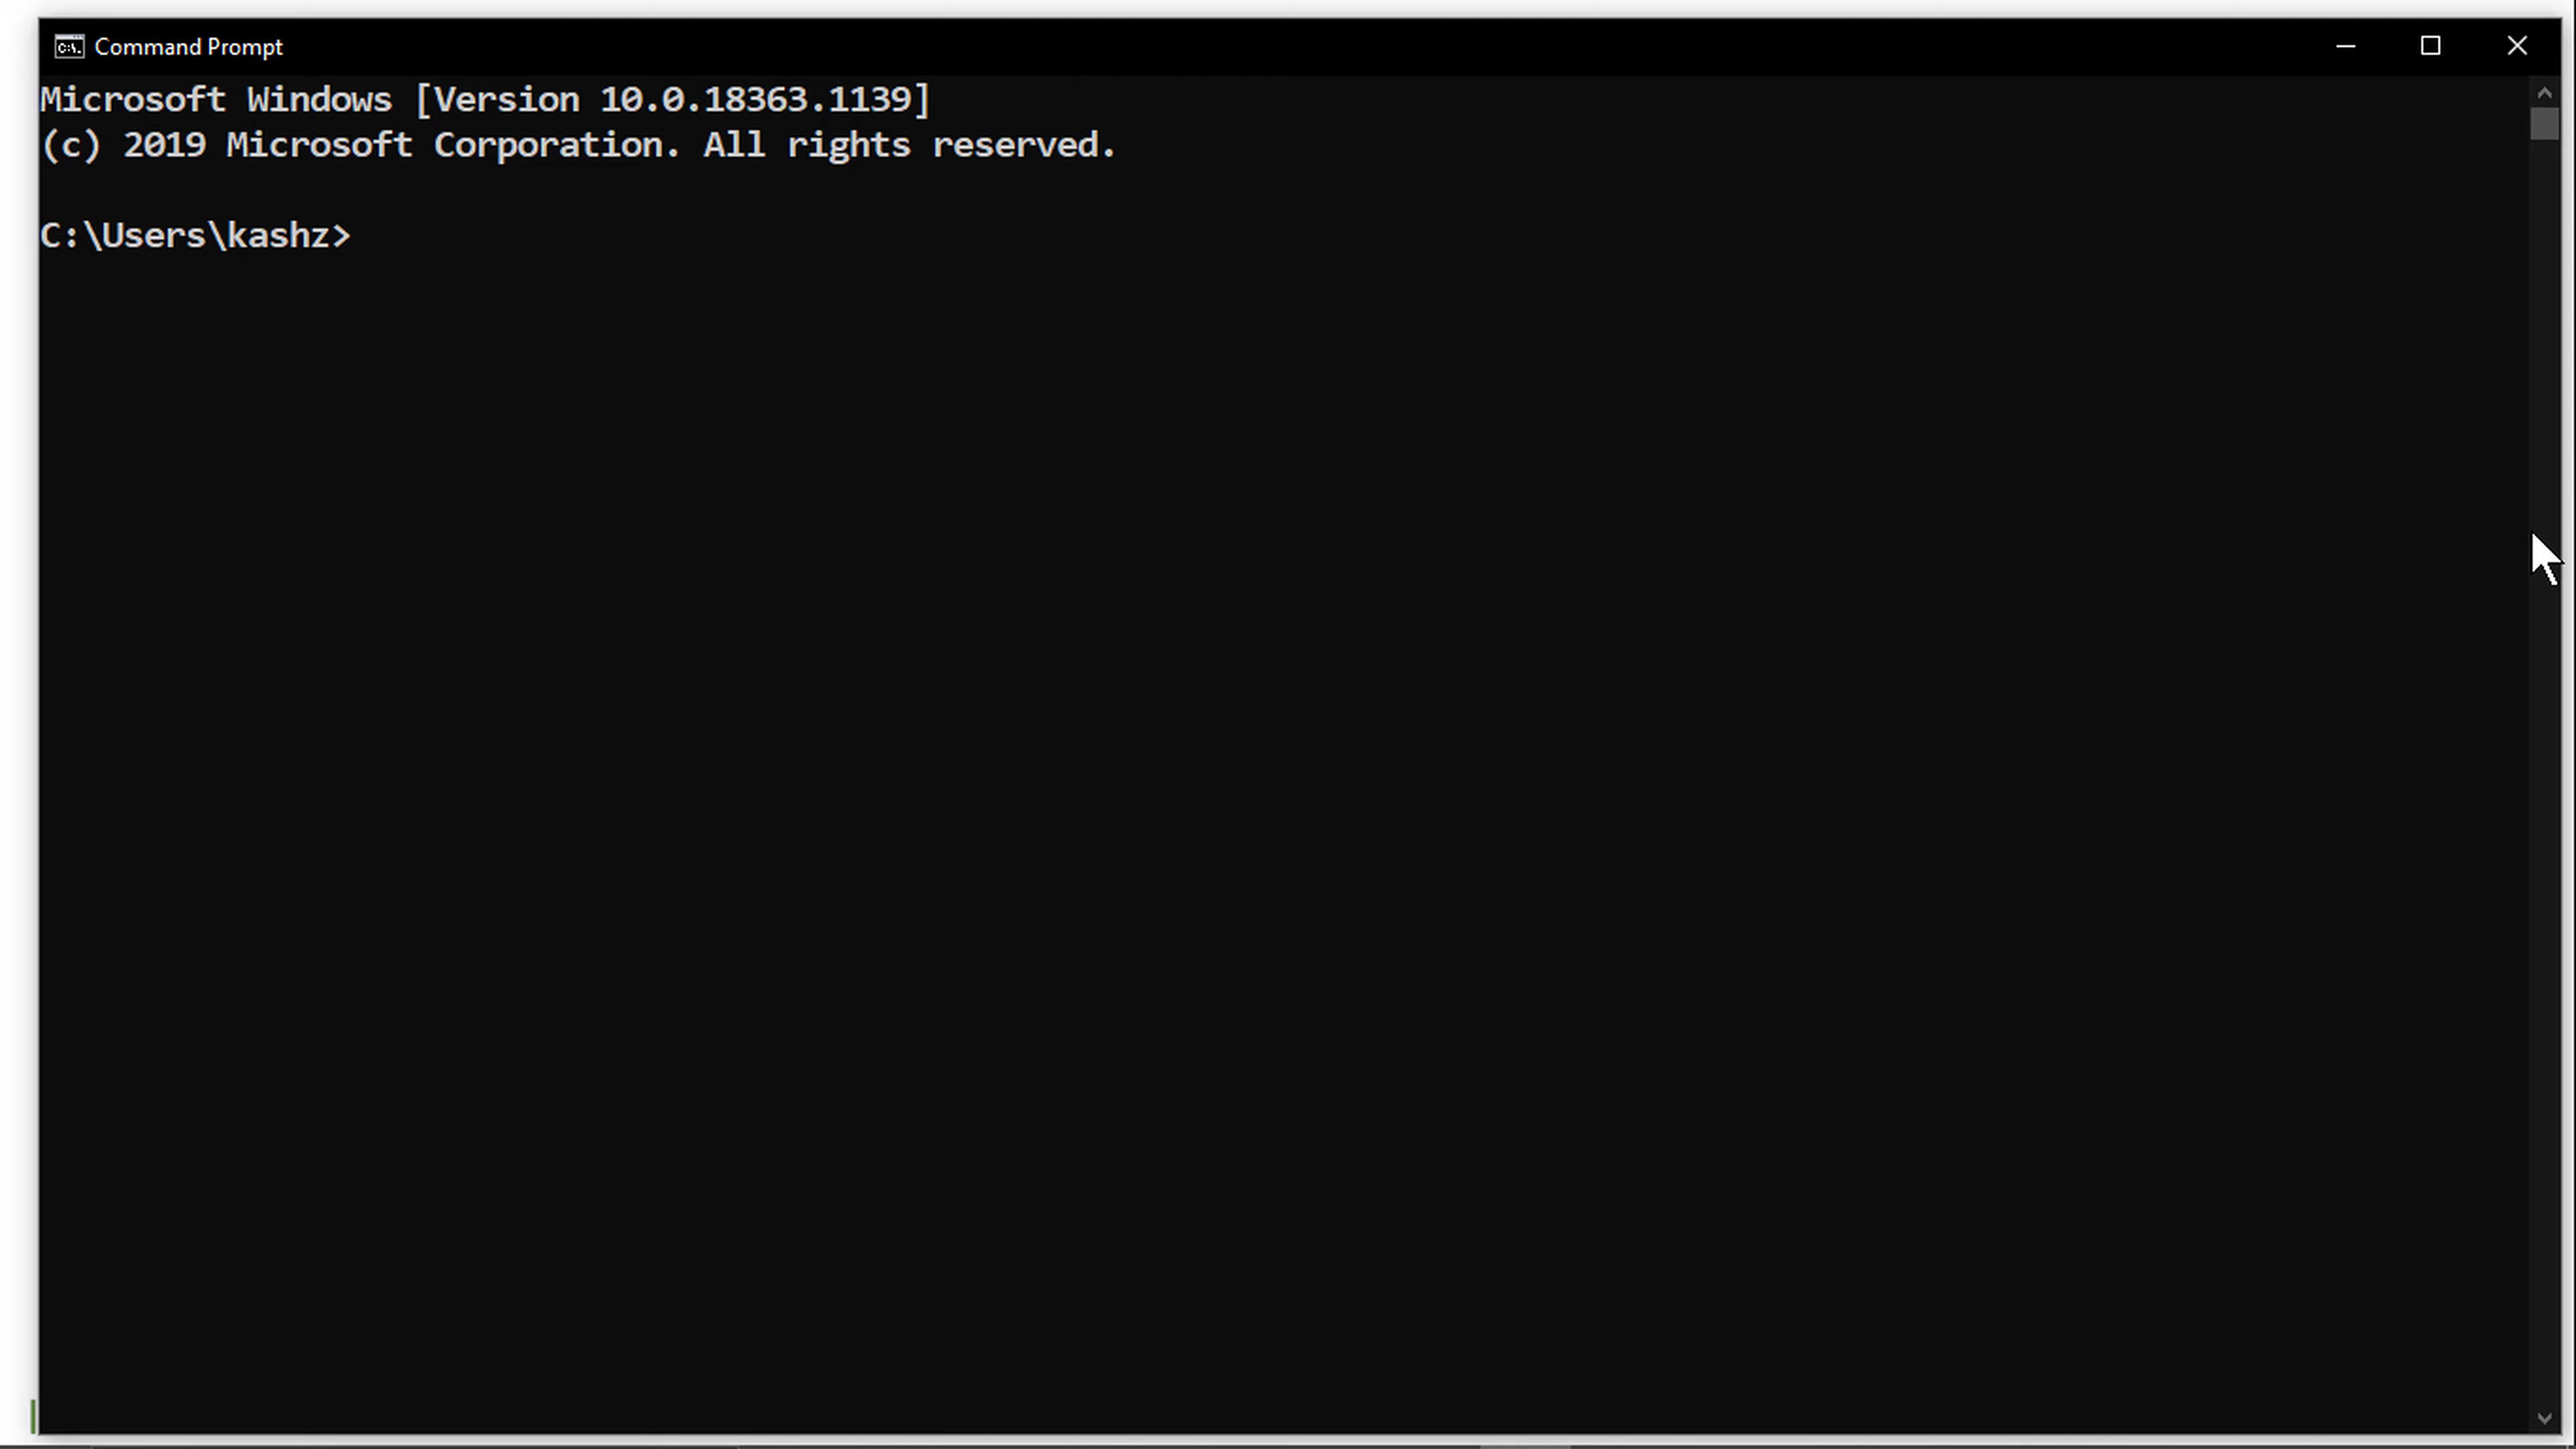 Command Prompt
Microsoft Windows [Version 10.0.18363.1139]
(c) 2019 Microsoft Corporation. All rights reserved.
C:\Users\kashz>